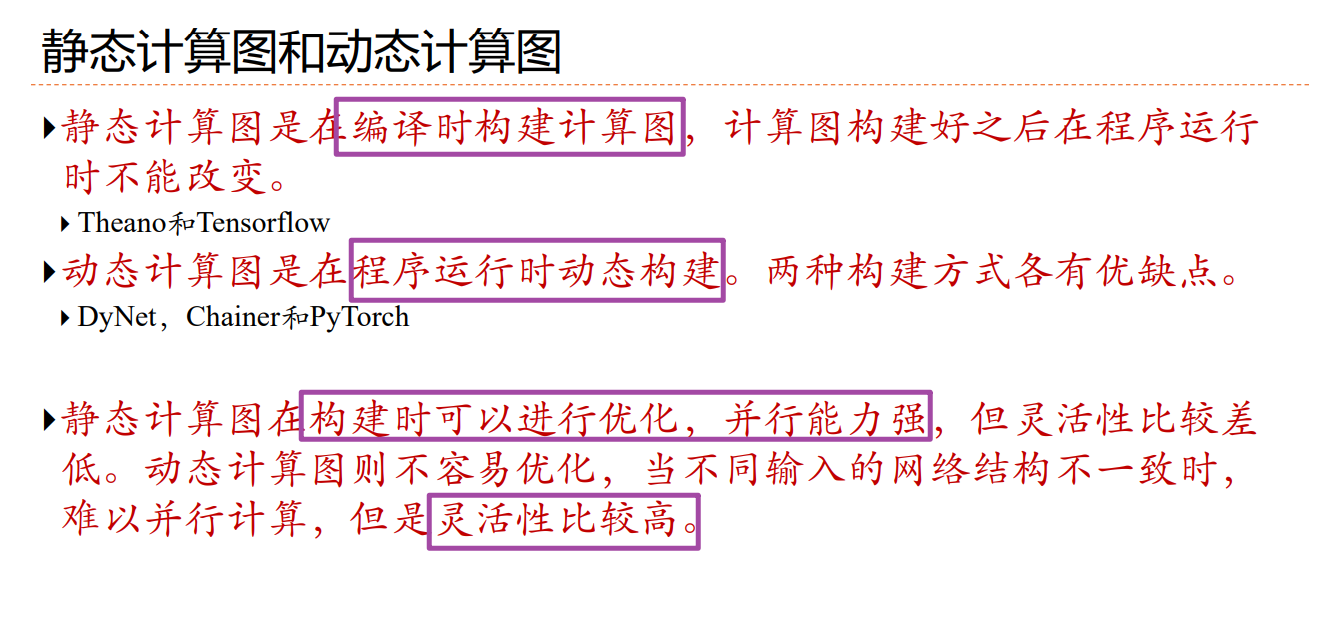 静态计算图和动态计算图
静态计算图是在编译时构建计算图，计算图构建好之后在程序运行
时不能改变。
Theano和Tensorflow
动态计算图是在程序运行时动态构建。两种构建方式各有优缺点。
DyNet，Chainer和PyTorch
静态计算图在构建时可以进行优化，并行能力强，但灵活性比较差
低。动态计算图则不容易优化，当不同输入的网络结构不一致时，
难以并行计算，但是灵活性比较高。